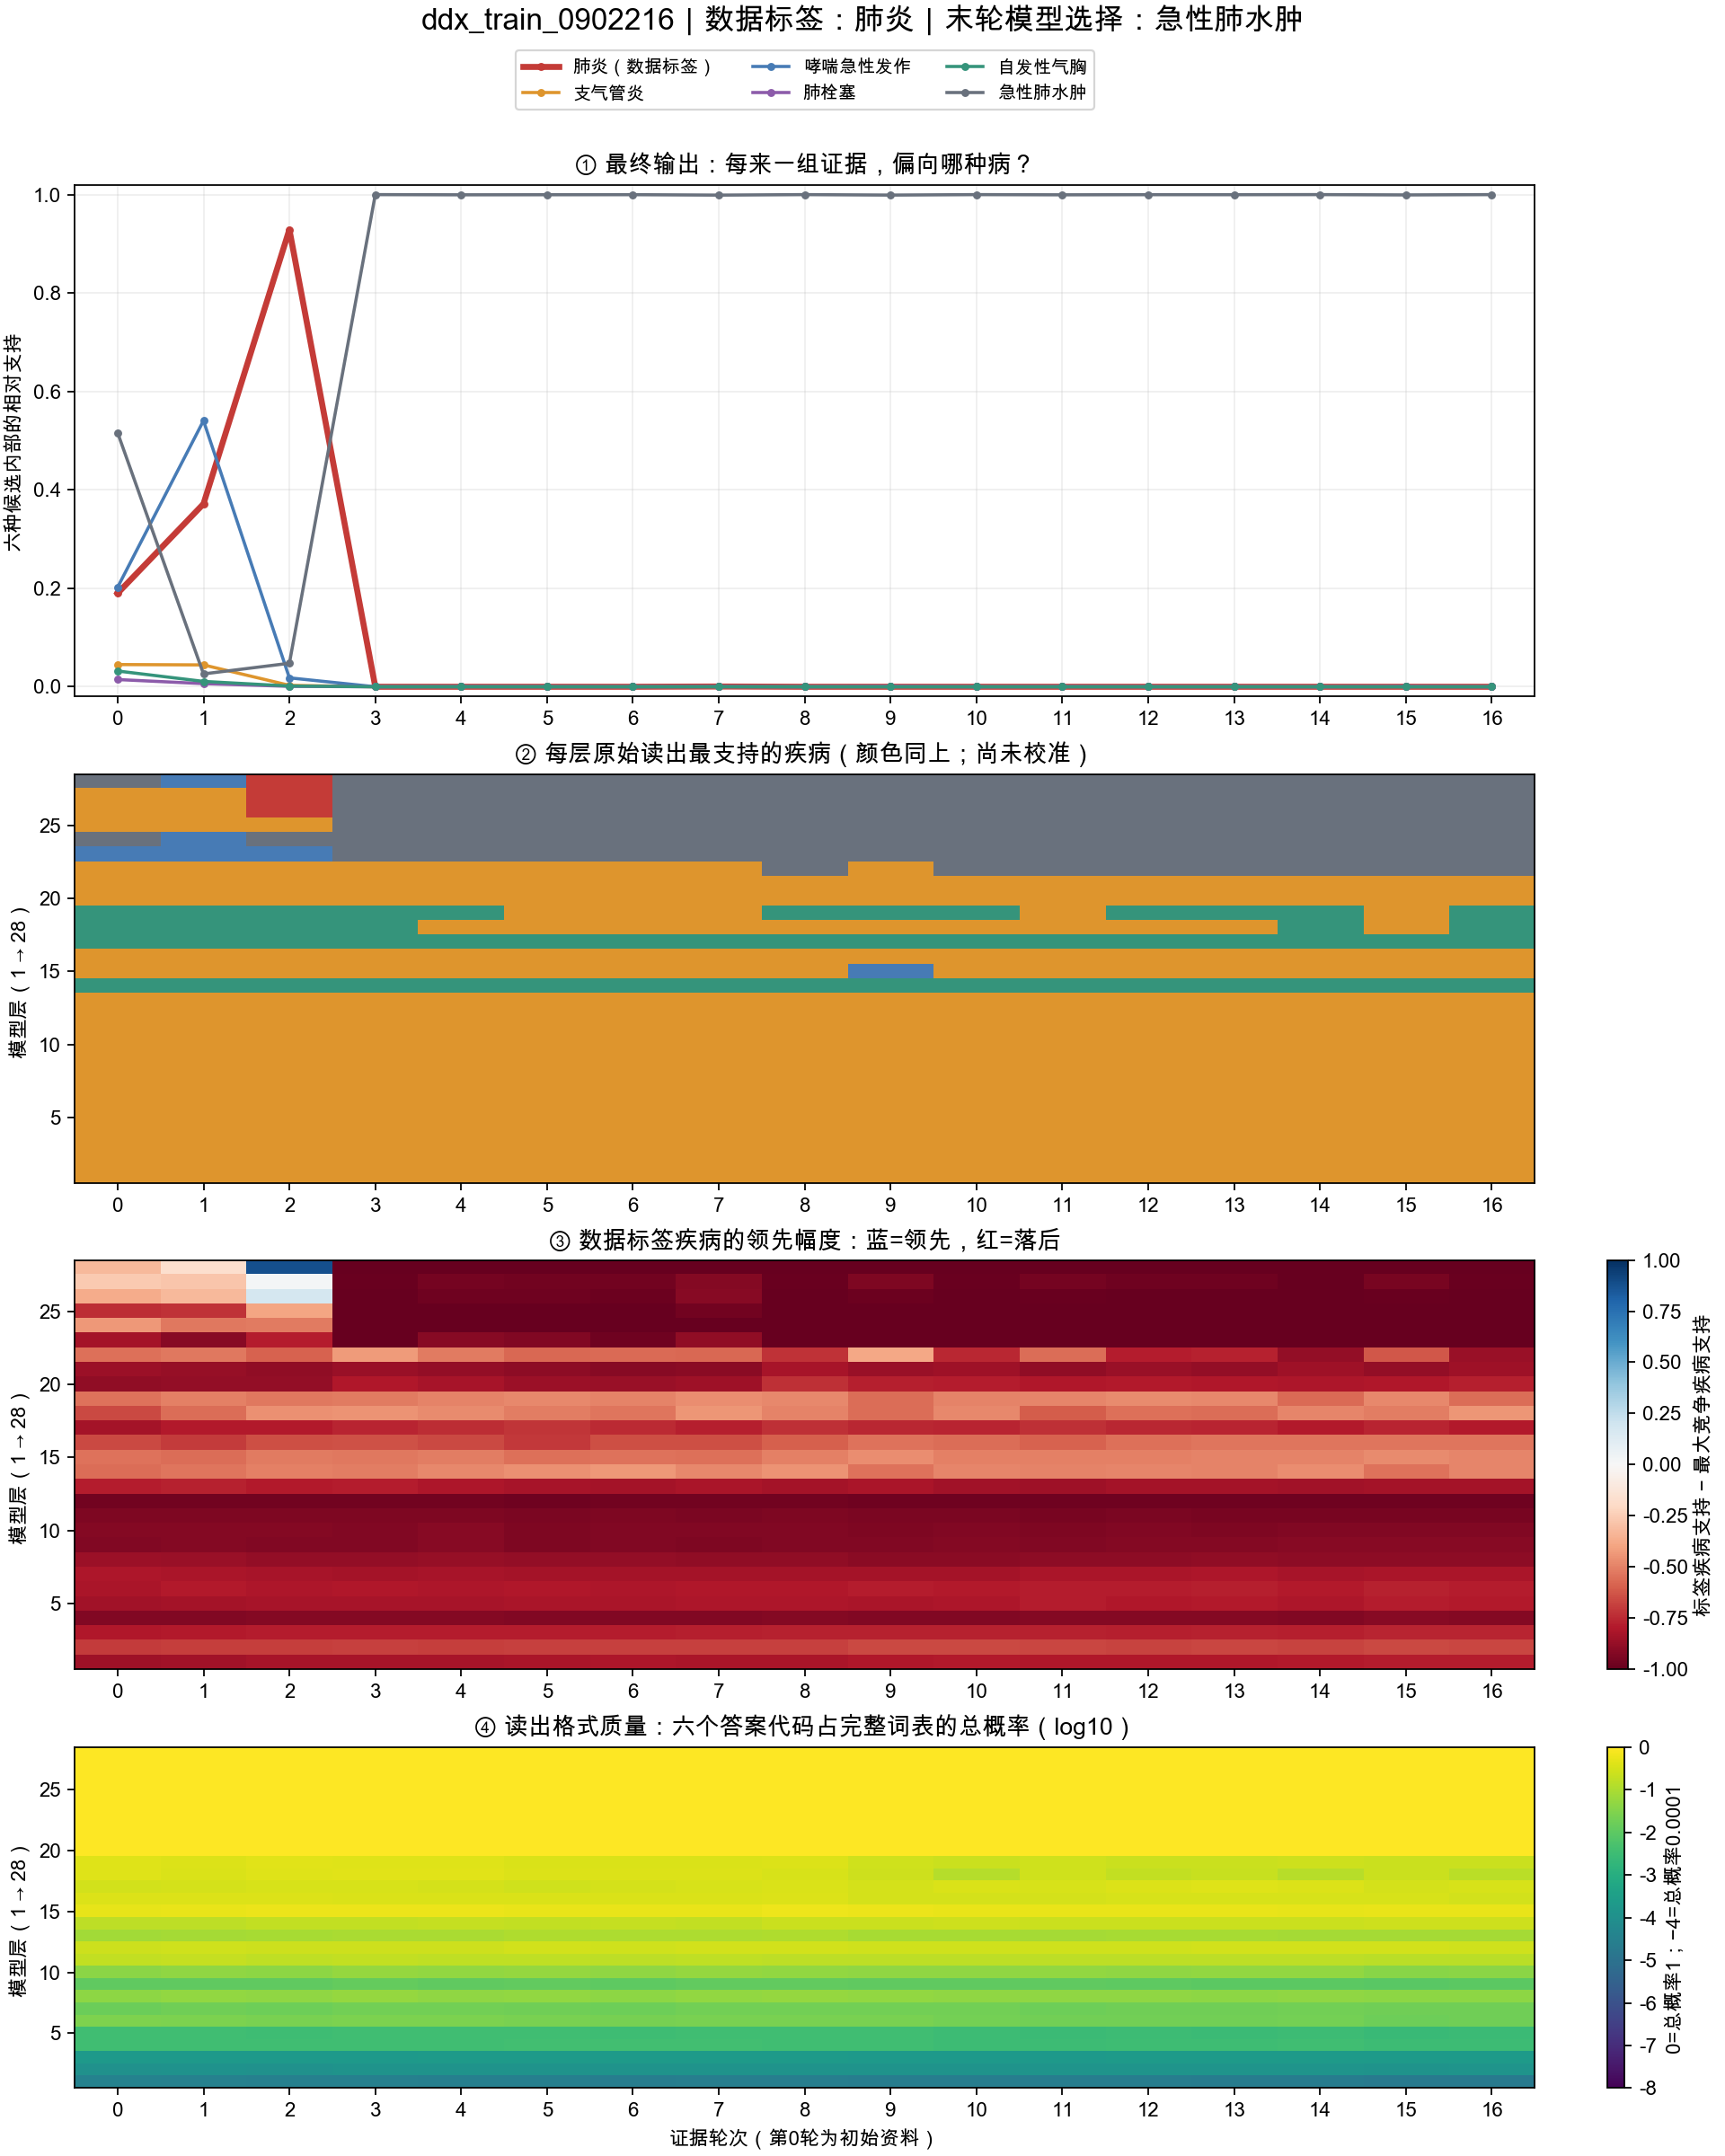 ddx_train_0902216 | 数据标签：肺炎 | 末轮模型选择：急性肺水肿
肺炎（数据标签） 哮喘急性发作 自发性气胸
支气管炎 肺栓塞 急性肺水肿
① 最终输出：每来一组证据，偏向哪种病？
六种候选内部的相对支持
1.0
0.8
0.6
0.4
0.2
0.0
0 1 2 3 4 5 6 7 8 9 10 11 12 13 14 15 16
② 每层原始读出最支持的疾病（颜色同上；尚未校准）
模型层（1→28）
25
20
15
10
5
0 1 2 3 4 5 6 7 8 9 10 11 12 13 14 15 16
③ 数据标签疾病的领先幅度：蓝=领先，红=落后
模型层（1→28）
25
20
15
10
5
0 1 2 3 4 5 6 7 8 9 10 11 12 13 14 15 16
1.00
0.75
0.50
0.25
0.00
-0.25
-0.50
-0.75
-1.00
标签疾病支持 − 最大竞争疾病支持
④ 读出格式质量：六个答案代码占完整词表的总概率（log10）
模型层（1→28）
25
20
15
10
5
0 1 2 3 4 5 6 7 8 9 10 11 12 13 14 15 16
证据轮次（第0轮为初始资料）
0
-1
-2
-3
-4
-5
-6
-7
-8
0=总概率1；−4=总概率0.0001